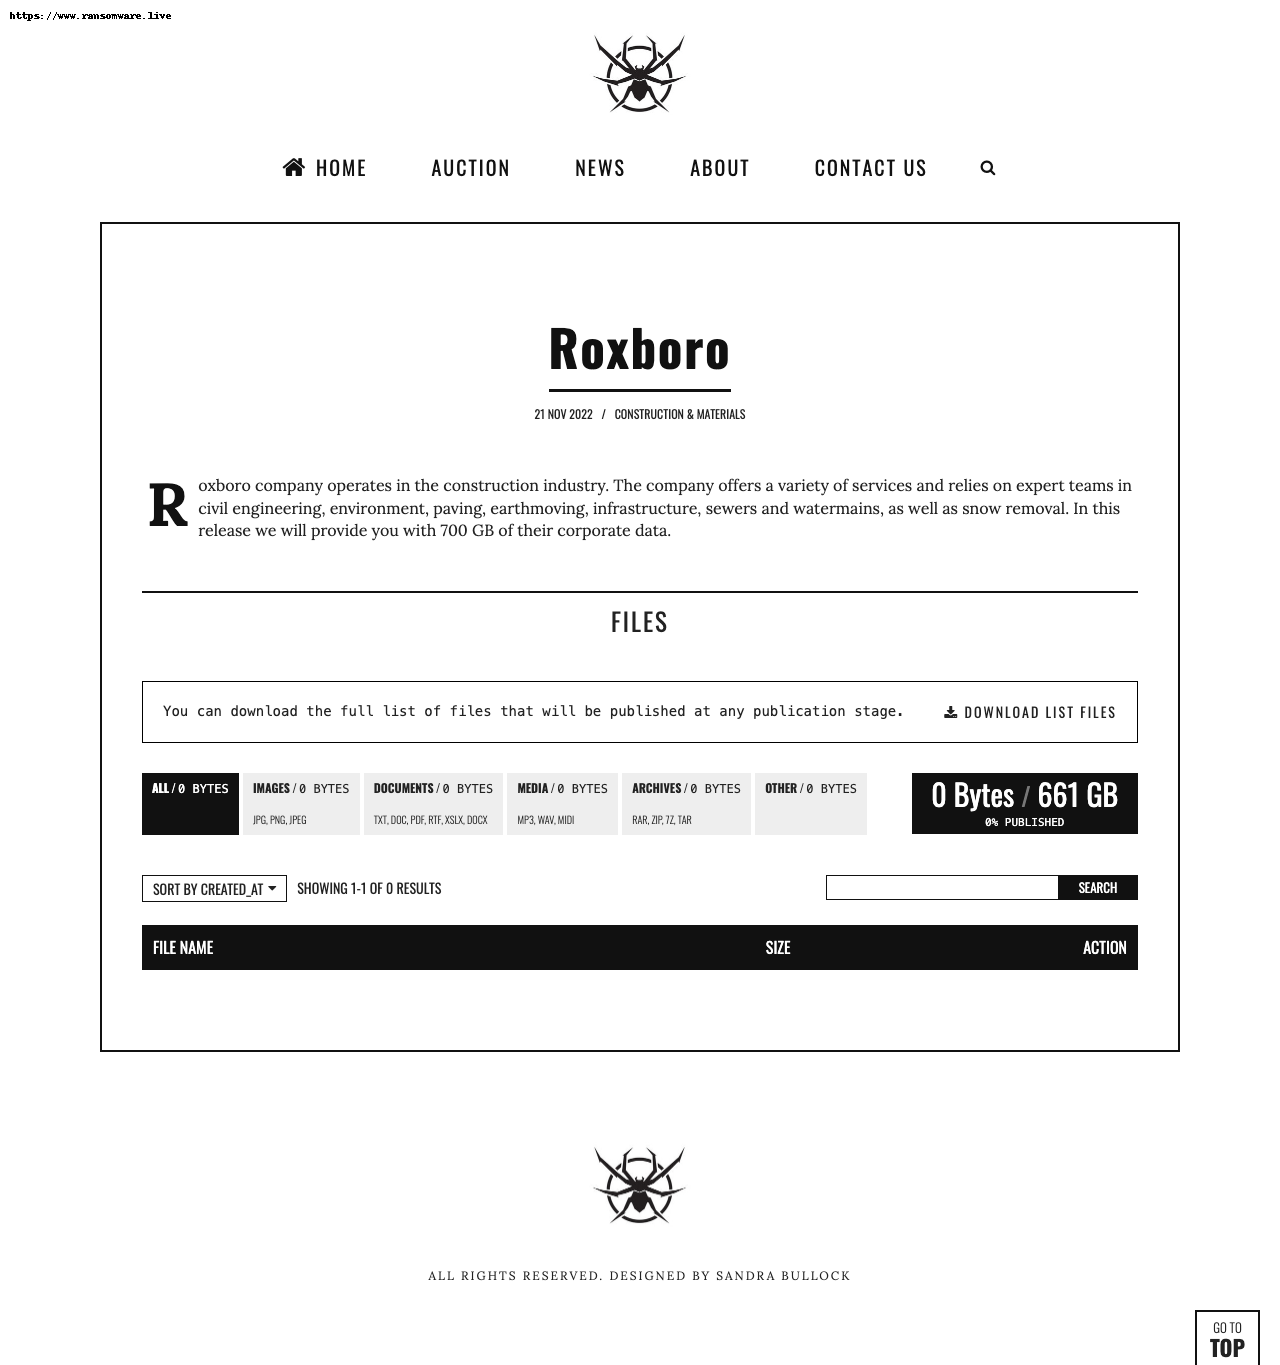 https://www.ransomware.live
HOME AUCTION NEWS ABOUT CONTACT US
Roxboro
21 NOV 2022 / CONSTRUCTION & MATERIALS
Roxboro company operates in the construction industry. The company offers a variety of services and relies on expert teams in
civil engineering, environment, paving, earthmoving, infrastructure, sewers and watermains, as well as snow removal. In this
release we will provide you with 700 GB of their corporate data.
FILES
You can download the full list of files that will be published at any publication stage. DOWNLOAD LIST FILES
ALL / 0 BYTES IMAGES / 0 BYTES DOCUMENTS / 0 BYTES MEDIA / 0 BYTES ARCHIVES / 0 BYTES OTHER / 0 BYTES 0 Bytes / 661 GB
JPG, PNG, JPEG TXT, DOC, PDF, RTF, XSLX, DOCX MP3, WAV, MIDI RAR, ZIP, 7Z, TAR 0% PUBLISHED
SORT BY CREATED_AT SHOWING 1-1 OF 0 RESULTS SEARCH
FILE NAME SIZE ACTION
ALL RIGHTS RESERVED. DESIGNED BY SANDRA BULLOCK
GO TO
TOP